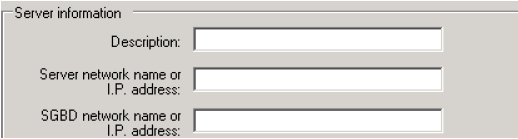 Server information
Description:
Server network name or
I.P. address:
SGBD network name or
I.P. address: